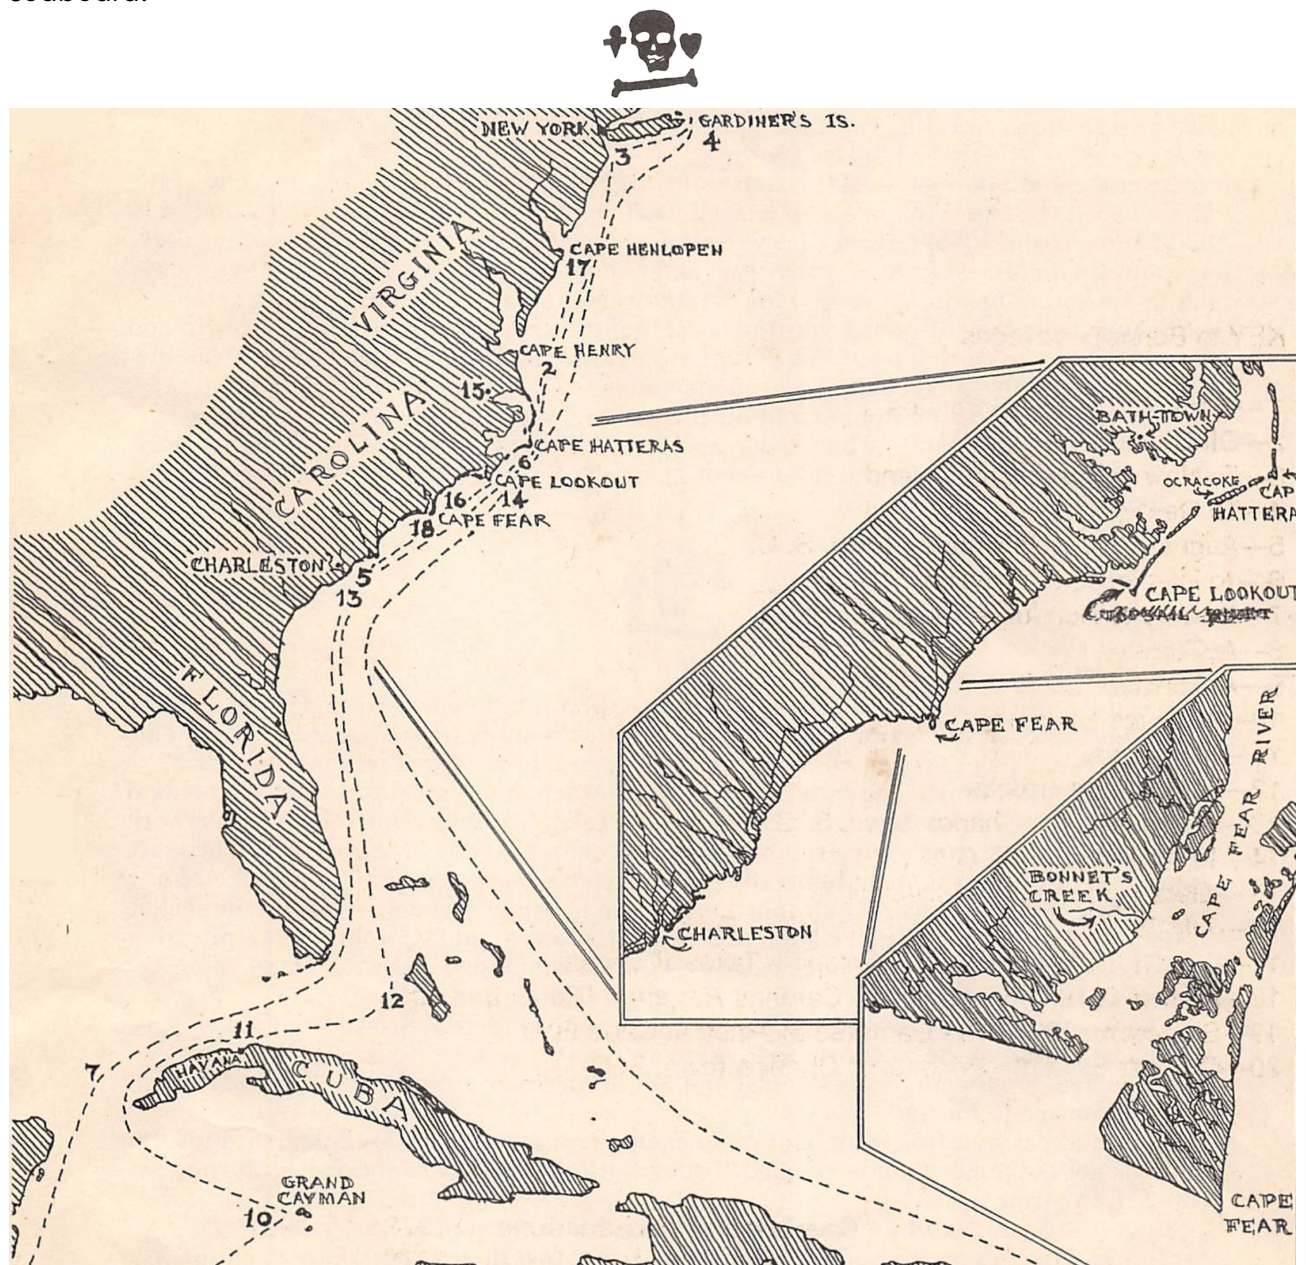 NEW YORK
GARDINER'S IS.
3
4
VIRGINIA
CAPE HENLOPEN
17
CAPE HENRY
2
15
CAROLINA
CAPE HATTERAS
6
CAPE LOOKOUT
16
14
18
CAPE FEAR
CHARLESTON
5
13
FLORIDA
12
11
7
HAVANA
CUBA
GRAND
CAYMAN
10
BATH-TOWN
OCRACOKE
CAP
HATTERA
CAPE LOOKOUT
CAPE FEAR
CHARLESTON
CAPE FEAR RIVER
BONNET'S
CREEK
CAPE
FEAR